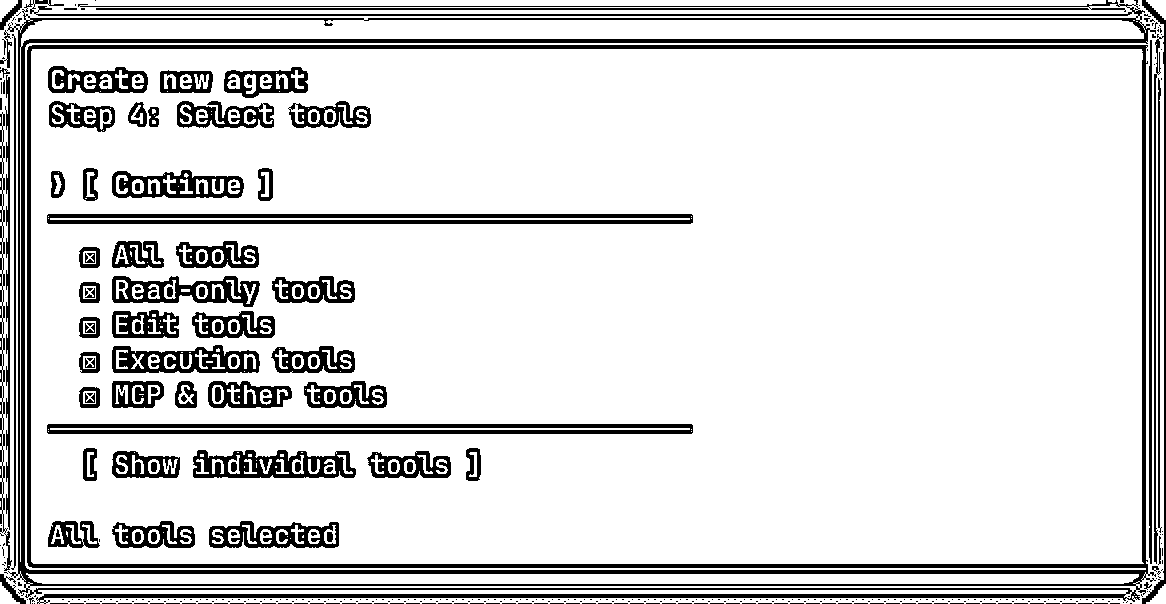 Create new agent
Step 4: Select tools
❯ [ Continue ]
☒ All tools
☒ Read-only tools
☒ Edit tools
☒ Execution tools
☒ MCP & Other tools
[ Show individual tools ]
All tools selected